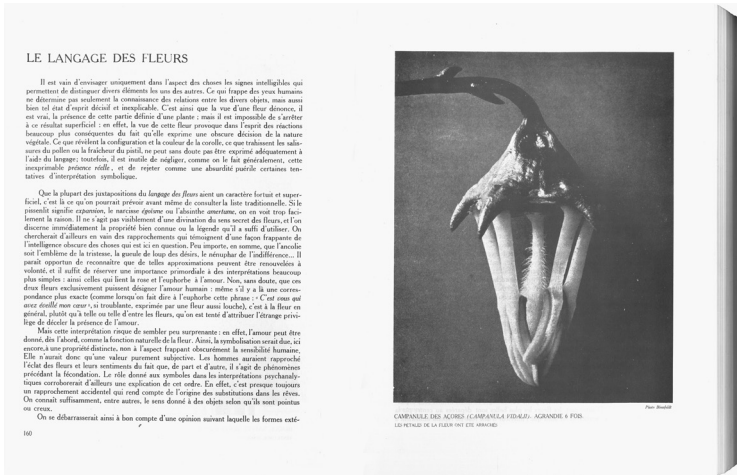 LE LANGAGE DES FLEURS
Il est vain d'envisager uniquement dans l'aspect des choses les signes intelligibles qui
permettent de distinguer divers éléments les uns des autres. Ce qui frappe des yeux humains
ne détermine pas seulement la connaissance des relations entre les divers objets, mais aussi
bien tel état d'esprit décisif et inexplicable. C'est ainsi que la vue d'une fleur dénonce, il
est vrai, la présence de cette partie définie d'une plante ; mais il est impossible de s'arrêter
à ce résultat superficiel : en effet, la vue de cette fleur provoque dans l'esprit des réactions
beaucoup plus conséquentes du fait qu'elle exprime une obscure décision de la nature
végétale. Ce que révèlent la configuration et la couleur de la corolle, ce que trahissent les salis-
sures du pollen ou la fraîcheur du pistil, ne peut sans doute pas être exprimé adéquatement à
l'aide du langage; toutefois, il est inutile de négliger, comme on le fait généralement, cette
inexprimable présence réelle, et de rejeter comme une absurdité puérile certaines ten-
tatives d'interprétation symbolique.
Que la plupart des juxtapositions du langage des fleurs aient un caractère fortuit et super-
ficiel, c'est là ce qu'on pourrait prévoir avant même de consulter la liste traditionnelle. Si le
pissenlit signifie expansion, le narcisse égoïsme ou l'absinthe amertume, on en voit trop faci-
lement la raison. Il ne s'agit pas visiblement d'une divination du sens secret des fleurs, et l'on
discerne immédiatement la propriété bien connue ou la légende qu'il a suffi d'utiliser. On
chercherait d'ailleurs en vain des rapprochements qui témoignent d'une façon frappante de
l'intelligence obscure des choses qui est ici en question. Peu importe, en somme, que l'ancolie
soit l'emblème de la tristesse, la gueule de loup des désirs, le nénuphar de l'indifférence... Il
paraît opportun de reconnaître que de telles approximations peuvent être renouvelées à
volonté, et il suffit de réserver une importance primordiale à des interprétations beaucoup
plus simples : ainsi celles qui lient la rose et l'euphorbe à l'amour. Non, sans doute, que ces
deux fleurs exclusivement puissent désigner l'amour humain : même s'il y a là une corres-
pondance plus exacte (comme lorsqu'on fait dire à l'euphorbe cette phrase : « C'est vous qui
avez éveillé mon cœur », si troublante, exprimée par une fleur aussi louche), c'est à la fleur en
général, plutôt qu'à telle ou telle d'entre les fleurs, qu'on est tenté d'attribuer l'étrange privi-
lège de déceler la présence de l'amour.
Mais cette interprétation risque de sembler peu surprenante : en effet, l'amour peut être
donné, dès l'abord, comme la fonction naturelle de la fleur. Ainsi, la symbolisation serait due, ici
encore, à une propriété distincte, non à l'aspect frappant obscurément la sensibilité humaine.
Elle n'aurait donc qu'une valeur purement subjective. Les hommes auraient rapproché
l'éclat des fleurs et leurs sentiments du fait que, de part et d'autre, il s'agit de phénomènes
précédant la fécondation. Le rôle donné aux symboles dans les interprétations psychanaly-
tiques corroborerait d'ailleurs une explication de cet ordre. En effet, c'est presque toujours
un rapprochement accidentel qui rend compte de l'origine des substitutions dans les rêves.
On connaît suffisamment, entre autres, le sens donné à des objets selon qu'ils sont pointus
ou creux.
On se débarrasserait ainsi à bon compte d'une opinion suivant laquelle les formes exté-
160
Photo Blossfeldt
CAMPANULE DES AÇORES (CAMPANULA VIDALII), AGRANDIE 6 FOIS.
LES PÉTALES DE LA FLEUR ONT ÉTÉ ARRACHÉS